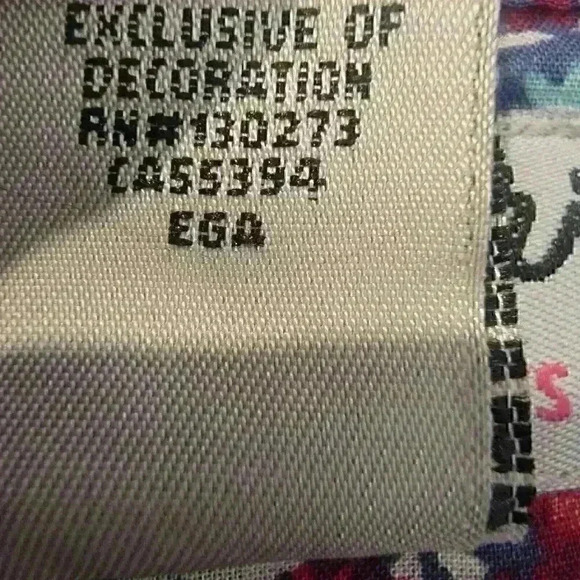 EXCLUSIVE OF
DECORATION
RN#130273
CA55394
EGA
S